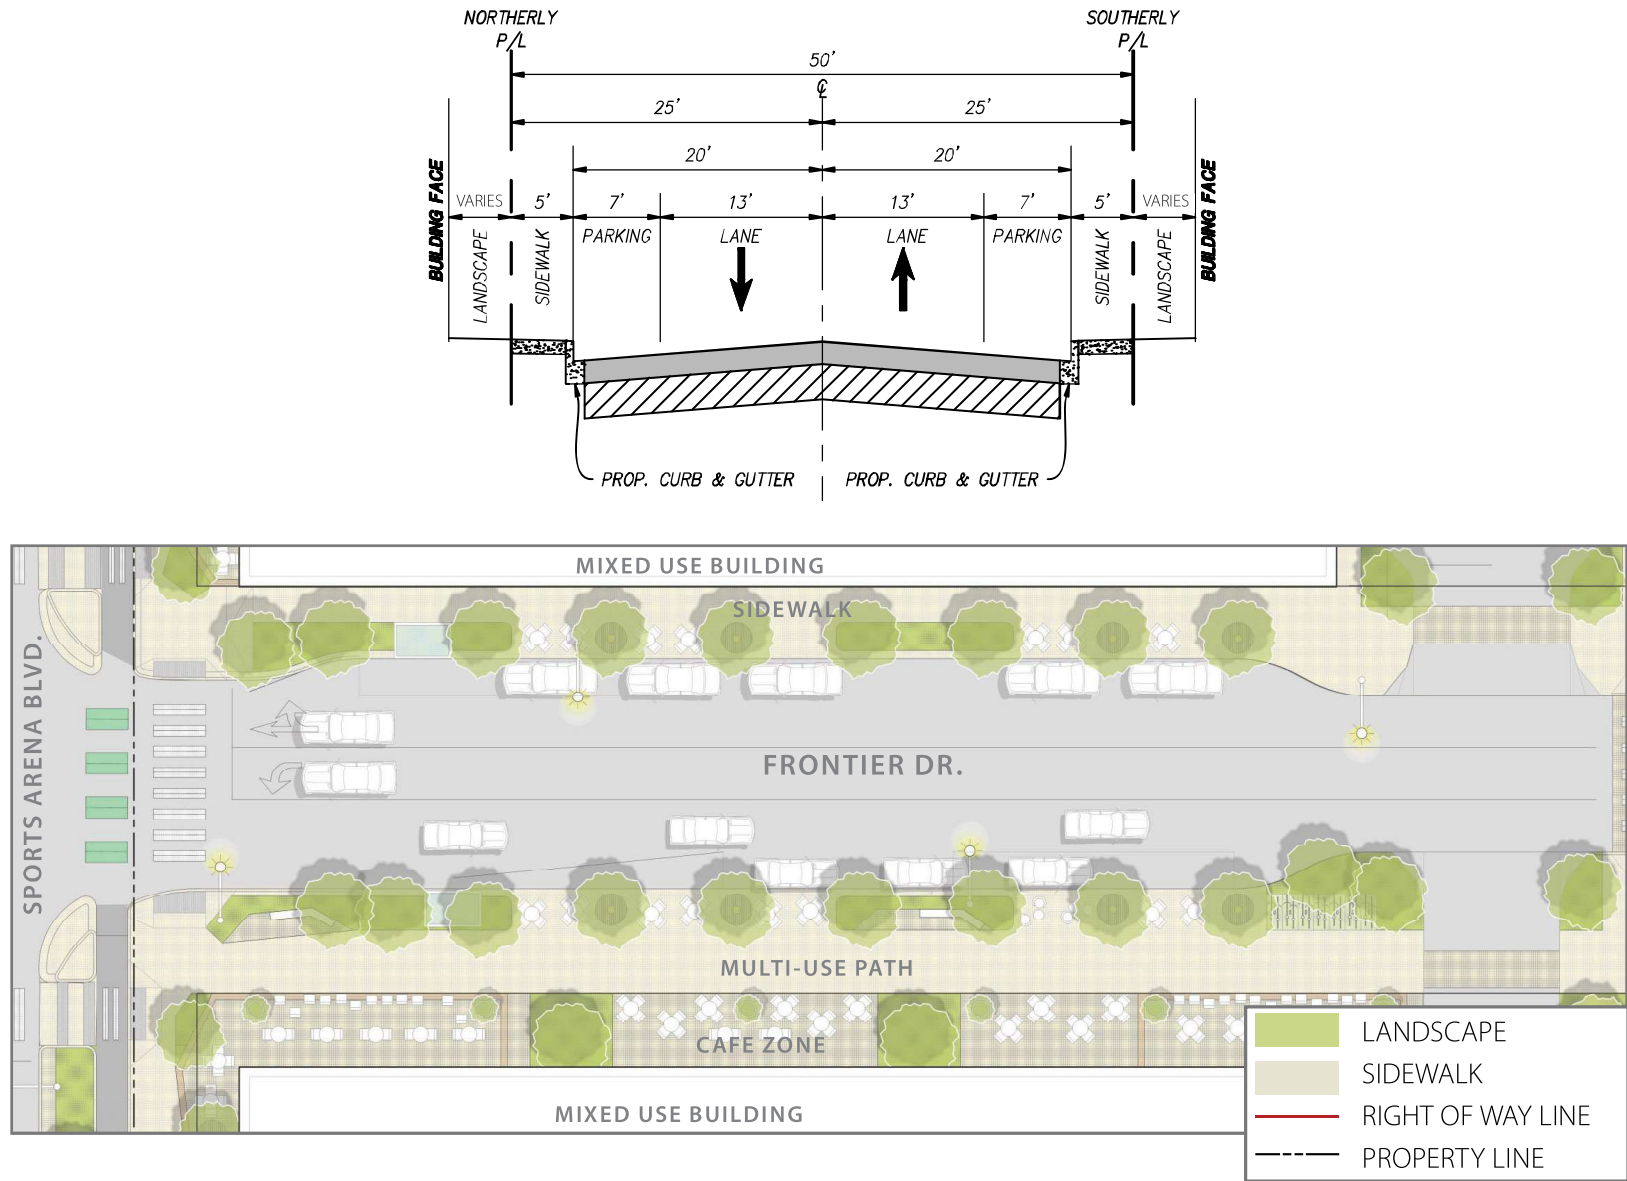 NORTHERLY
P/L
SOUTHERLY
P/L
50'
℄
25'
25'
20'
20'
BUILDING FACE
VARIES
5'
7'
13'
13'
7'
5'
VARIES
BUILDING FACE
LANDSCAPE
SIDEWALK
PARKING
LANE
LANE
PARKING
SIDEWALK
LANDSCAPE
PROP. CURB & GUTTER
PROP. CURB & GUTTER
MIXED USE BUILDING
SIDEWALK
SPORTS ARENA BLVD.
FRONTIER DR.
MULTI-USE PATH
CAFE ZONE
MIXED USE BUILDING
LANDSCAPE
SIDEWALK
RIGHT OF WAY LINE
PROPERTY LINE